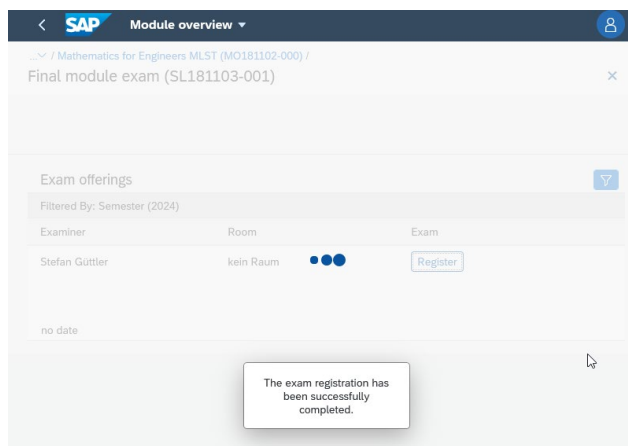 SAP Module overview
... / Mathematics for Engineers MLST (MO181102-000) /
Final module exam (SL181103-001)
Exam offerings
Filtered By: Semester (2024)
Examiner Room Exam
Stefan Güttler kein Raum Register
no date
The exam registration has
been successfully
completed.